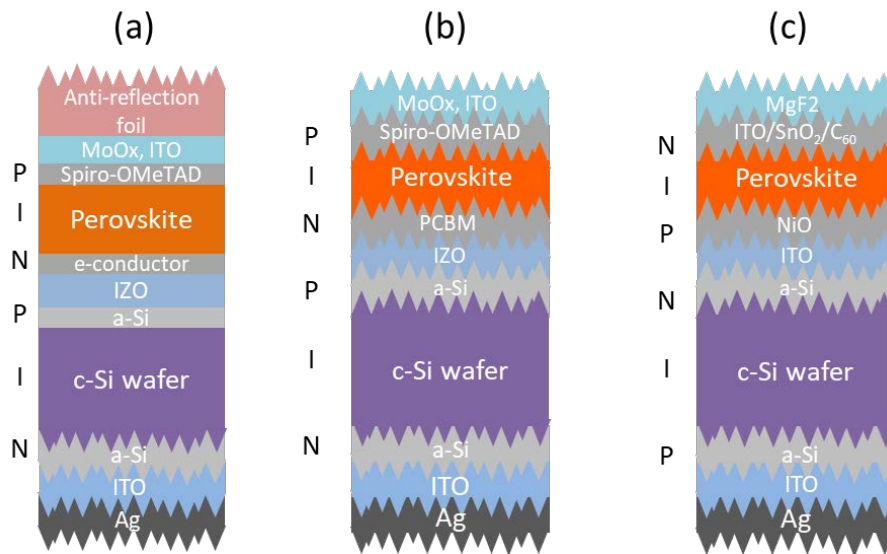 (a)
Anti-reflection
foil
MoOx, ITO
P
Spiro-OMeTAD
I
Perovskite
N
e-conductor
IZO
P
a-Si
I
c-Si wafer
N
a-Si
ITO
Ag
(b)
MoOx, ITO
P
Spiro-OMeTAD
I
Perovskite
N
PCBM
IZO
P
a-Si
I
c-Si wafer
N
a-Si
ITO
Ag
(c)
MgF2
N
ITO/SnO₂/C₆₀
I
Perovskite
P
NiO
ITO
N
a-Si
I
c-Si wafer
P
a-Si
ITO
Ag